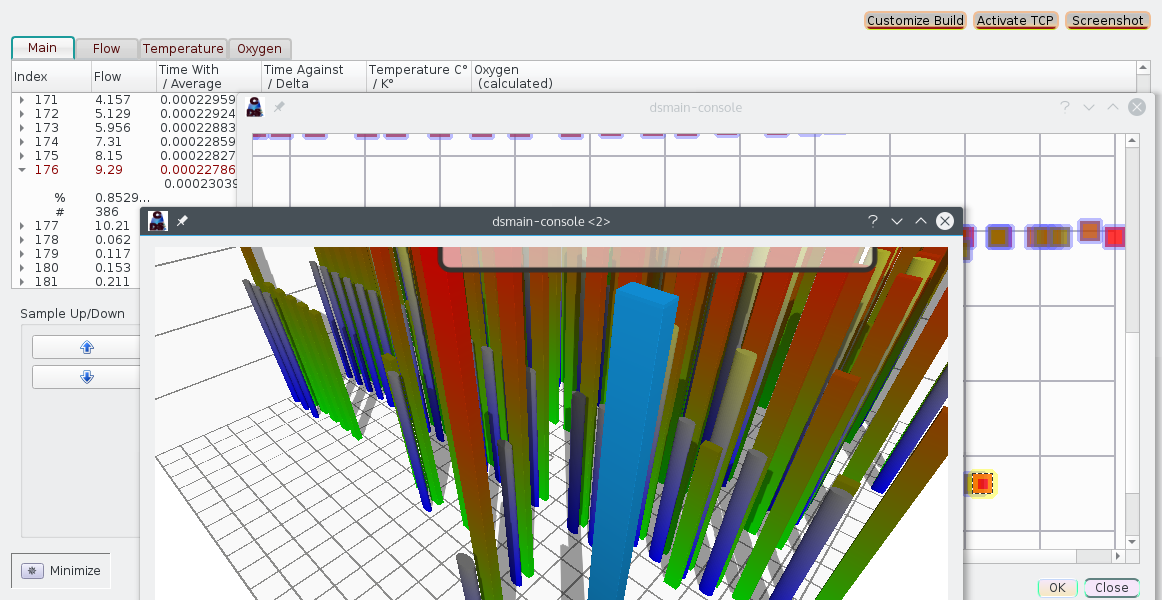 Customize Build Activate TCP Screenshot
Main Flow Temperature Oxygen
Index Flow Time With / Average Time Against / Delta Temperature C° / K° Oxygen (calculated)
171 4.157 0.00022959
dsmain-console
172 5.129 0.00022924
173 5.956 0.00022883
174 7.31 0.00022859
175 8.15 0.00022827
176 9.29 0.00022786
0.00023039
% 0.8529...
# 386
dsmain-console <2>
177 10.21
178 0.062
179 0.117
180 0.153
181 0.211
Sample Up/Down
Minimize
OK Close